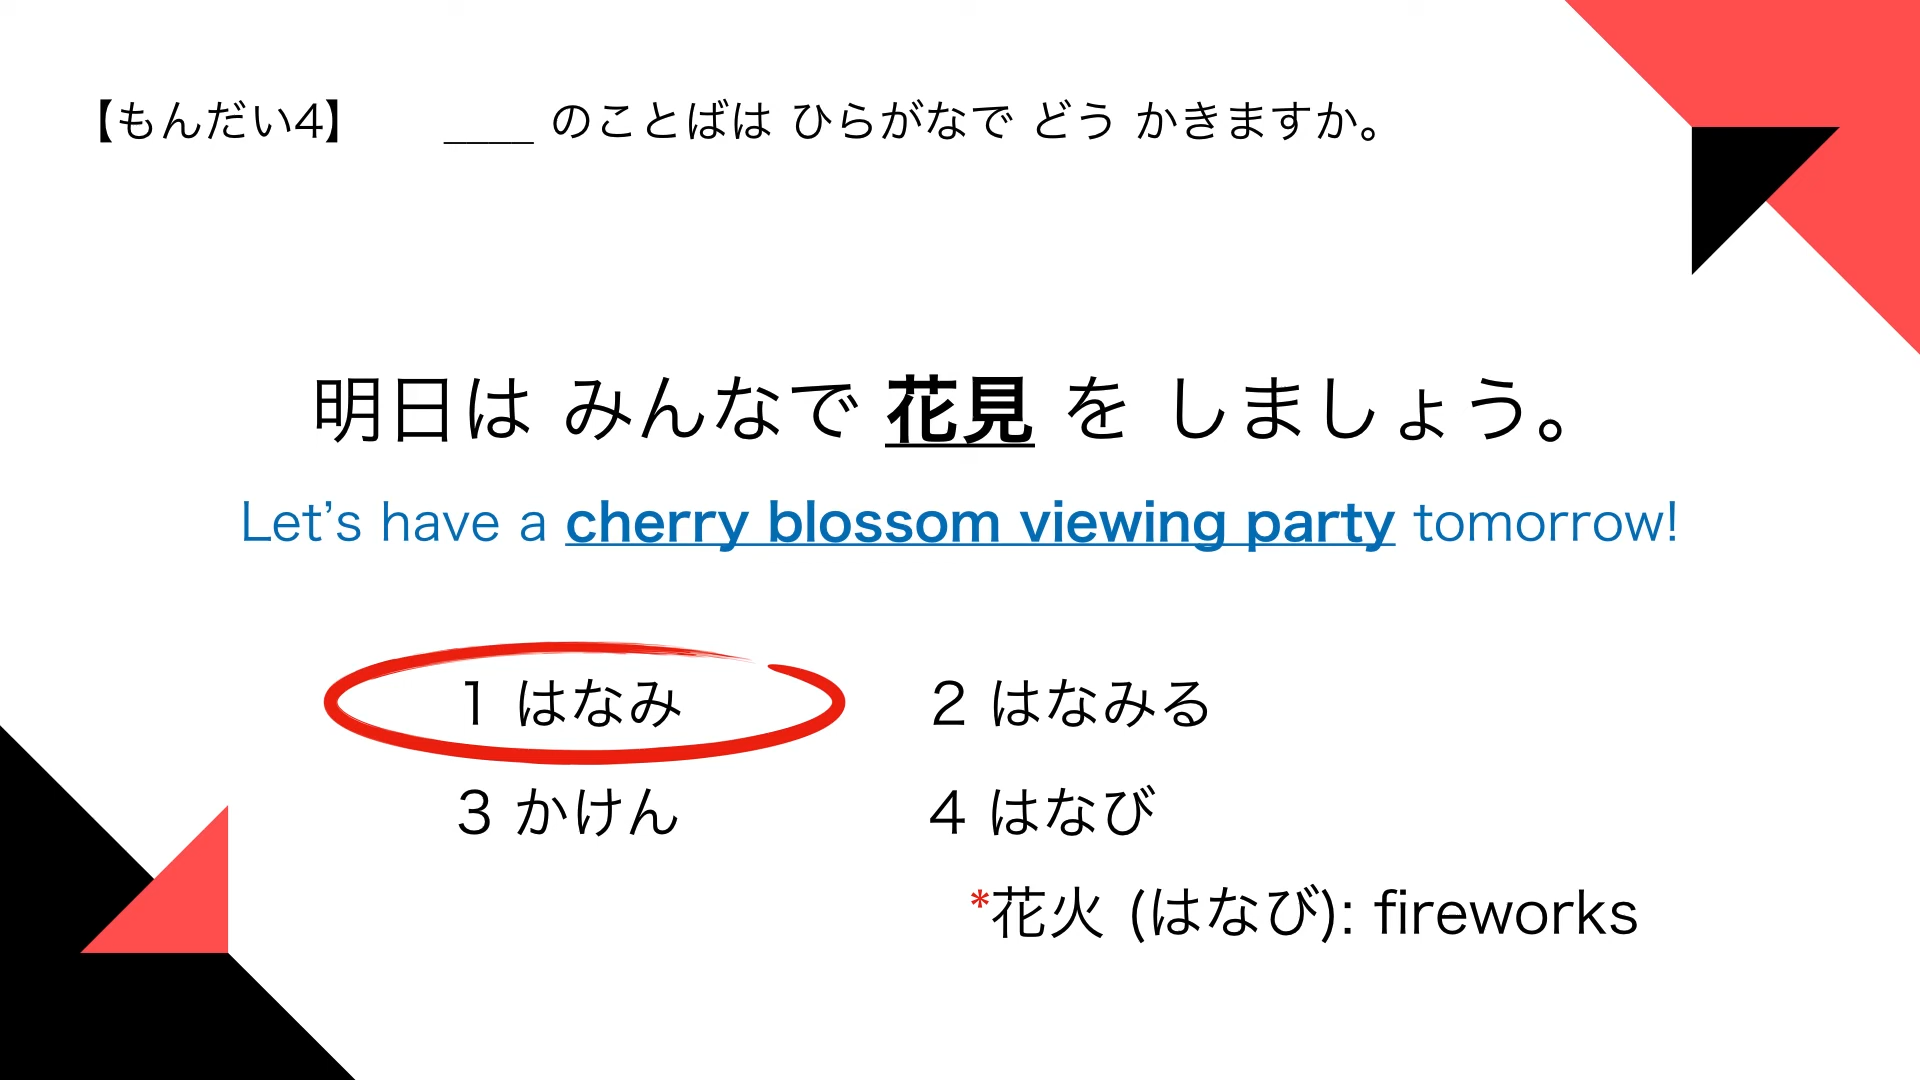 【もんだい4】 ____ のことばは ひらがなで どう かきますか。
明日は みんなで 花見 を しましょう。
Let’s have a cherry blossom viewing party tomorrow!
1 はなみ 2 はなみる
3 かけん 4 はなび
*花火 (はなび): fireworks